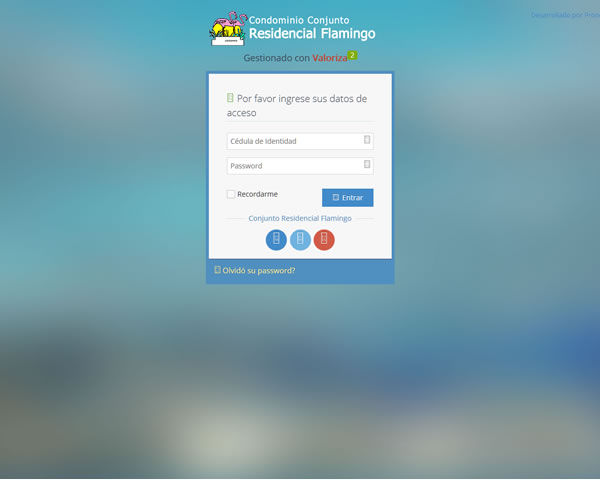 Desarrollado por
Condominio Conjunto
Residencial Flamingo
Gestionado con Valoriza 2
Por favor ingrese sus datos de
acceso
Cédula de Identidad
Password
Recordarme
Entrar
Conjunto Residencial Flamingo
Olvidó su password?